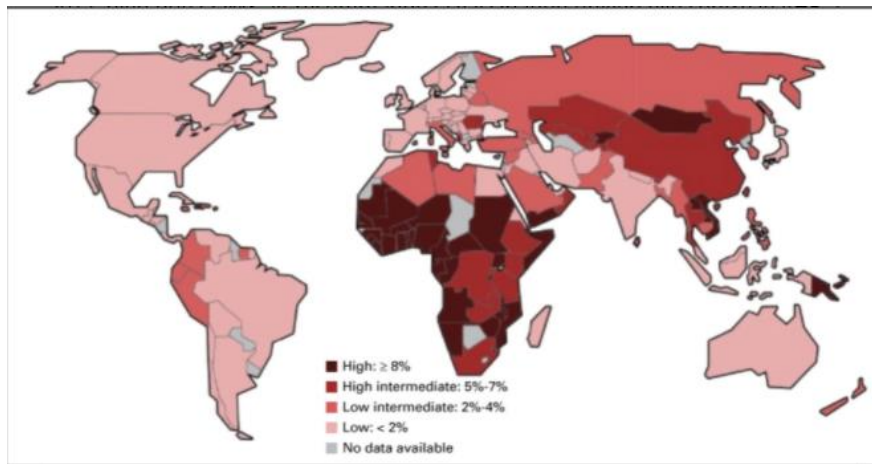 High: ≥ 8%
High intermediate: 5%-7%
Low intermediate: 2%-4%
Low: < 2%
No data available